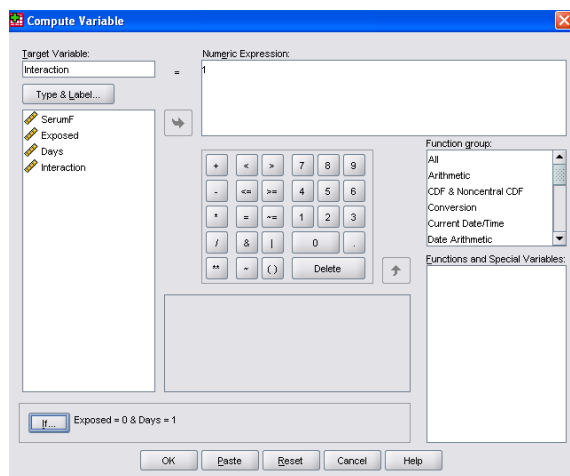 Compute Variable
Target Variable:
Interaction
=
Numeric Expression:
1
Type & Label...
SerumF
Exposed
Days
Interaction
+ < > 7 8 9
- <= >= 4 5 6
* = ~= 1 2 3
/ & | 0 .
** ~ ( ) Delete
Function group:
All
Arithmetic
CDF & Noncentral CDF
Conversion
Current Date/Time
Date Arithmetic
Functions and Special Variables:
If... Exposed = 0 & Days = 1
OK Paste Reset Cancel Help